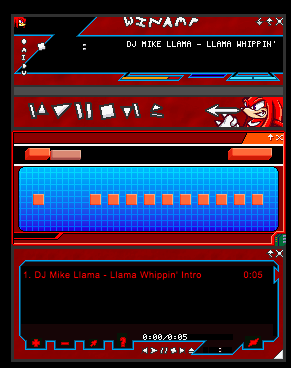 WINAMP
DJ MIKE LLAMA - LLAMA WHIPPIN'
O
A
I
D
U
1. DJ Mike Llama - Llama Whippin' Intro 0:06
0:00/0:05